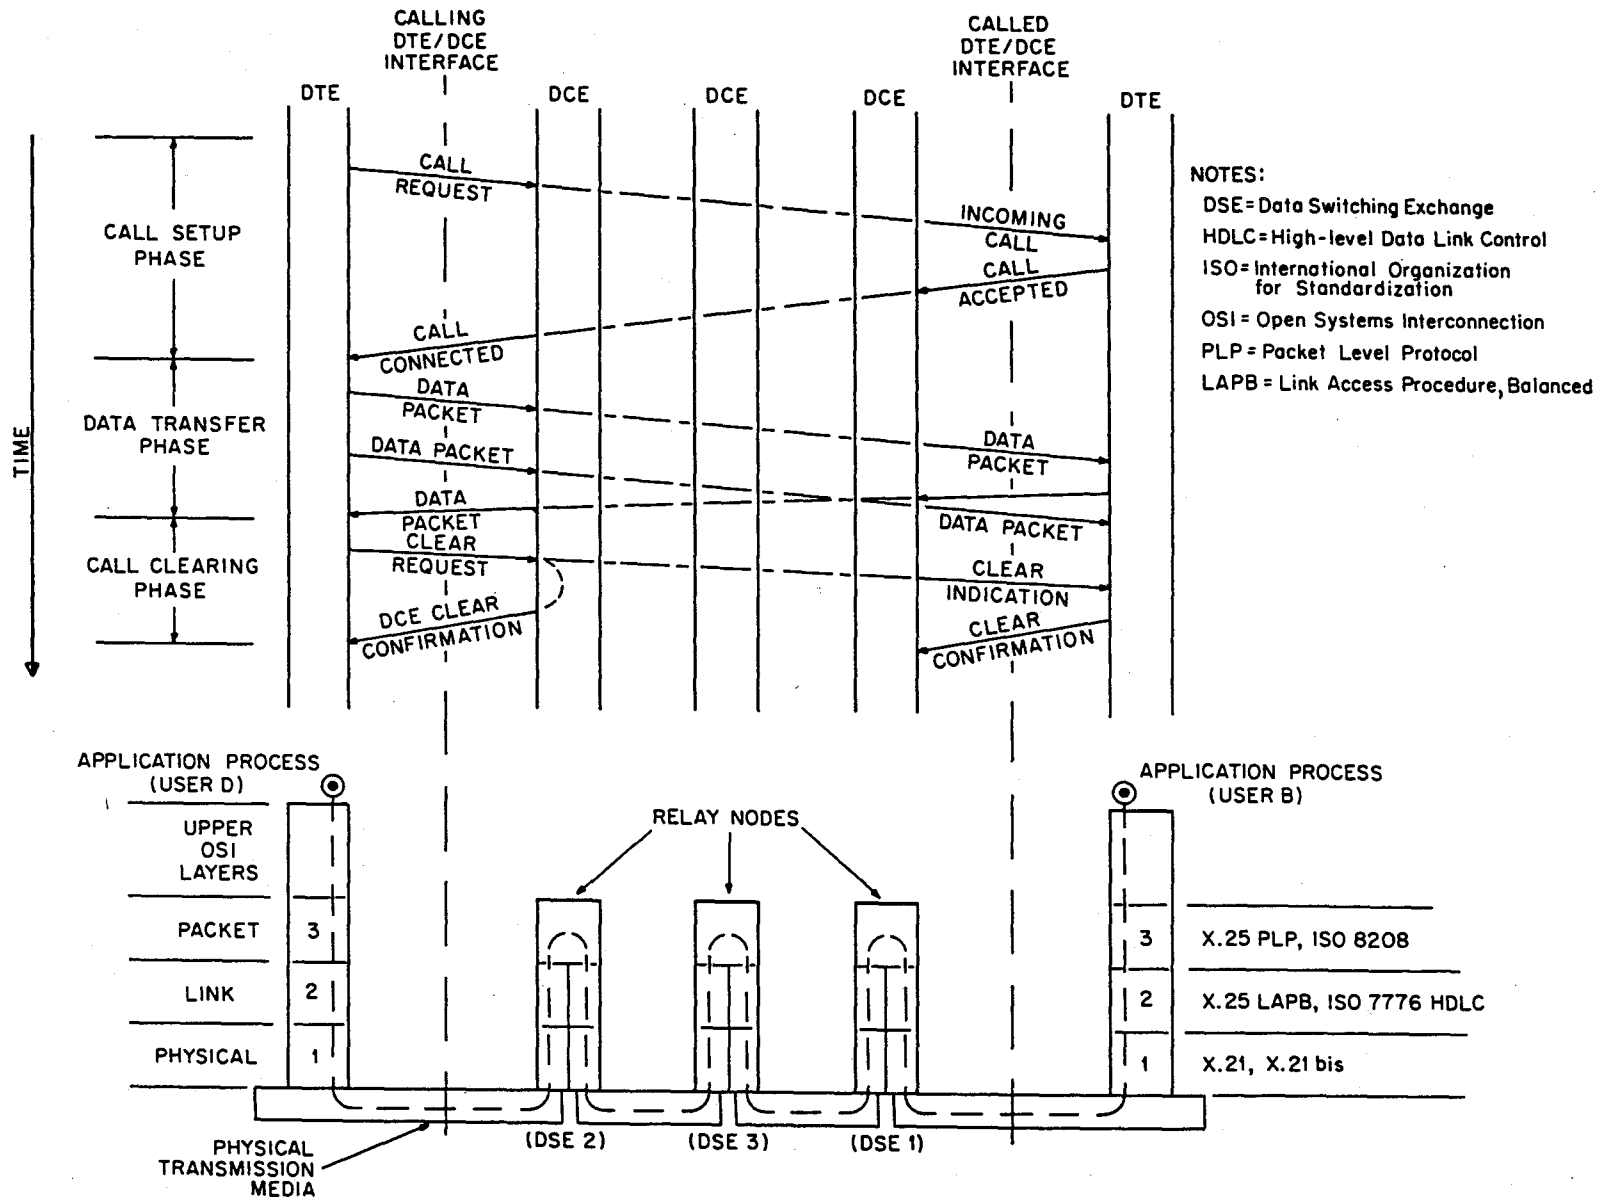 CALLING
DTE/DCE
INTERFACE
CALLED
DTE/DCE
INTERFACE
DTE
DCE
DCE
DCE
DTE
TIME
CALL SETUP
PHASE
DATA TRANSFER
PHASE
CALL CLEARING
PHASE
CALL
REQUEST
INCOMING
CALL
CALL
ACCEPTED
CALL
CONNECTED
DATA
PACKET
DATA
PACKET
DATA PACKET
DATA
PACKET
DATA PACKET
CLEAR
REQUEST
CLEAR
INDICATION
DCE CLEAR
CONFIRMATION
CLEAR
CONFIRMATION
NOTES:
DSE=Data Switching Exchange
HDLC=High-level Data Link Control
ISO=International Organization
for Standardization
OSI=Open Systems Interconnection
PLP=Packet Level Protocol
LAPB=Link Access Procedure, Balanced
APPLICATION PROCESS
(USER D)
APPLICATION PROCESS
(USER B)
RELAY NODES
UPPER
OSI
LAYERS
PACKET
3
3
X.25 PLP, ISO 8208
LINK
2
2
X.25 LAPB, ISO 7776 HDLC
PHYSICAL
1
1
X.21, X.21 bis
(DSE 2)
(DSE 3)
(DSE 1)
PHYSICAL
TRANSMISSION
MEDIA